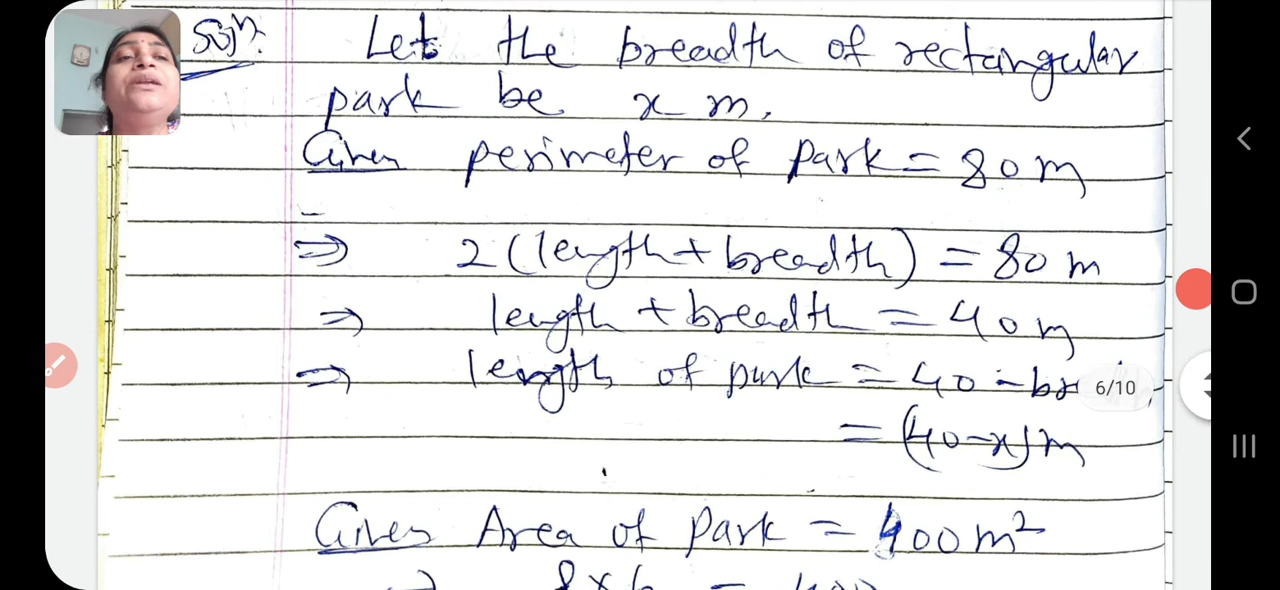 Soln. Let the breadth of rectangular
park be x m.
Given perimeter of park = 80 m
⇒ 2 (length + breadth) = 80 m
⇒ length + breadth = 40 m
⇒ length of park = 40 - br
6/10
= (40-x) m
Given Area of park = 400 m²
⇒ l × b = 400